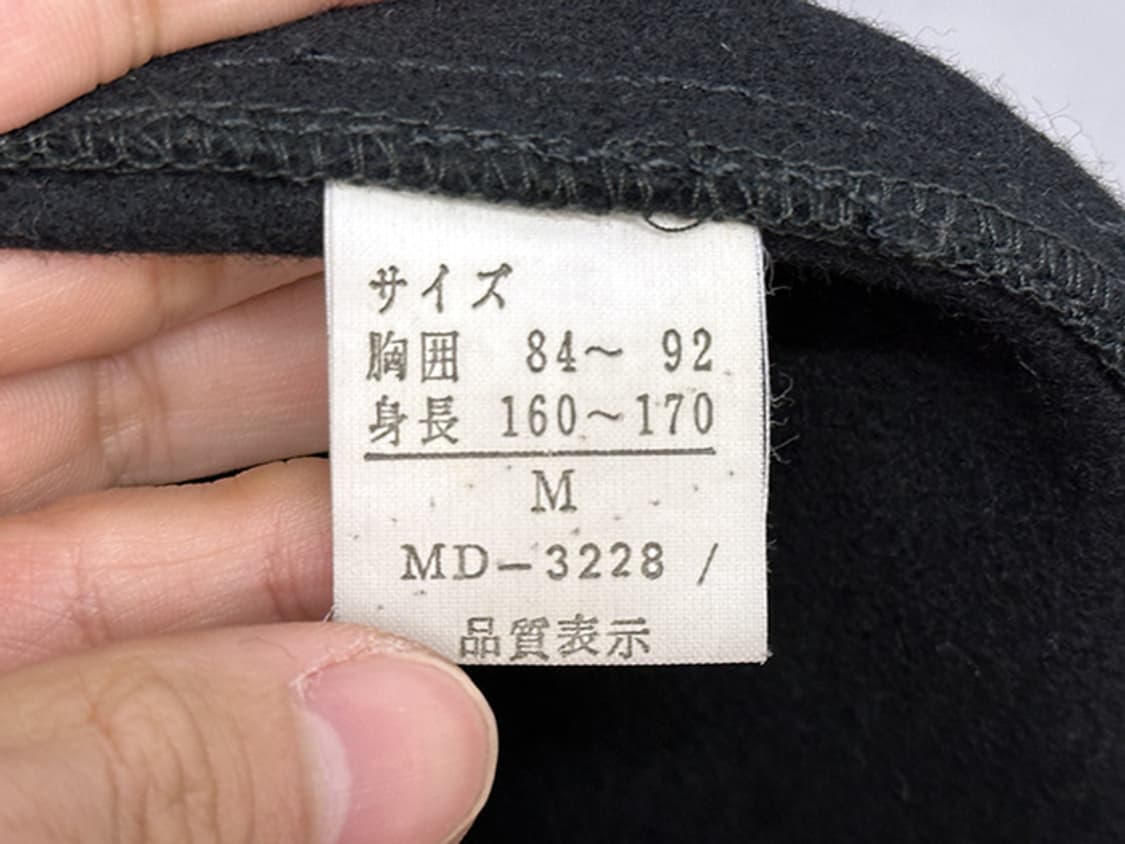 サイズ
胸囲 84～ 92
身長 160～170
M
MD-3228 /
品質表示